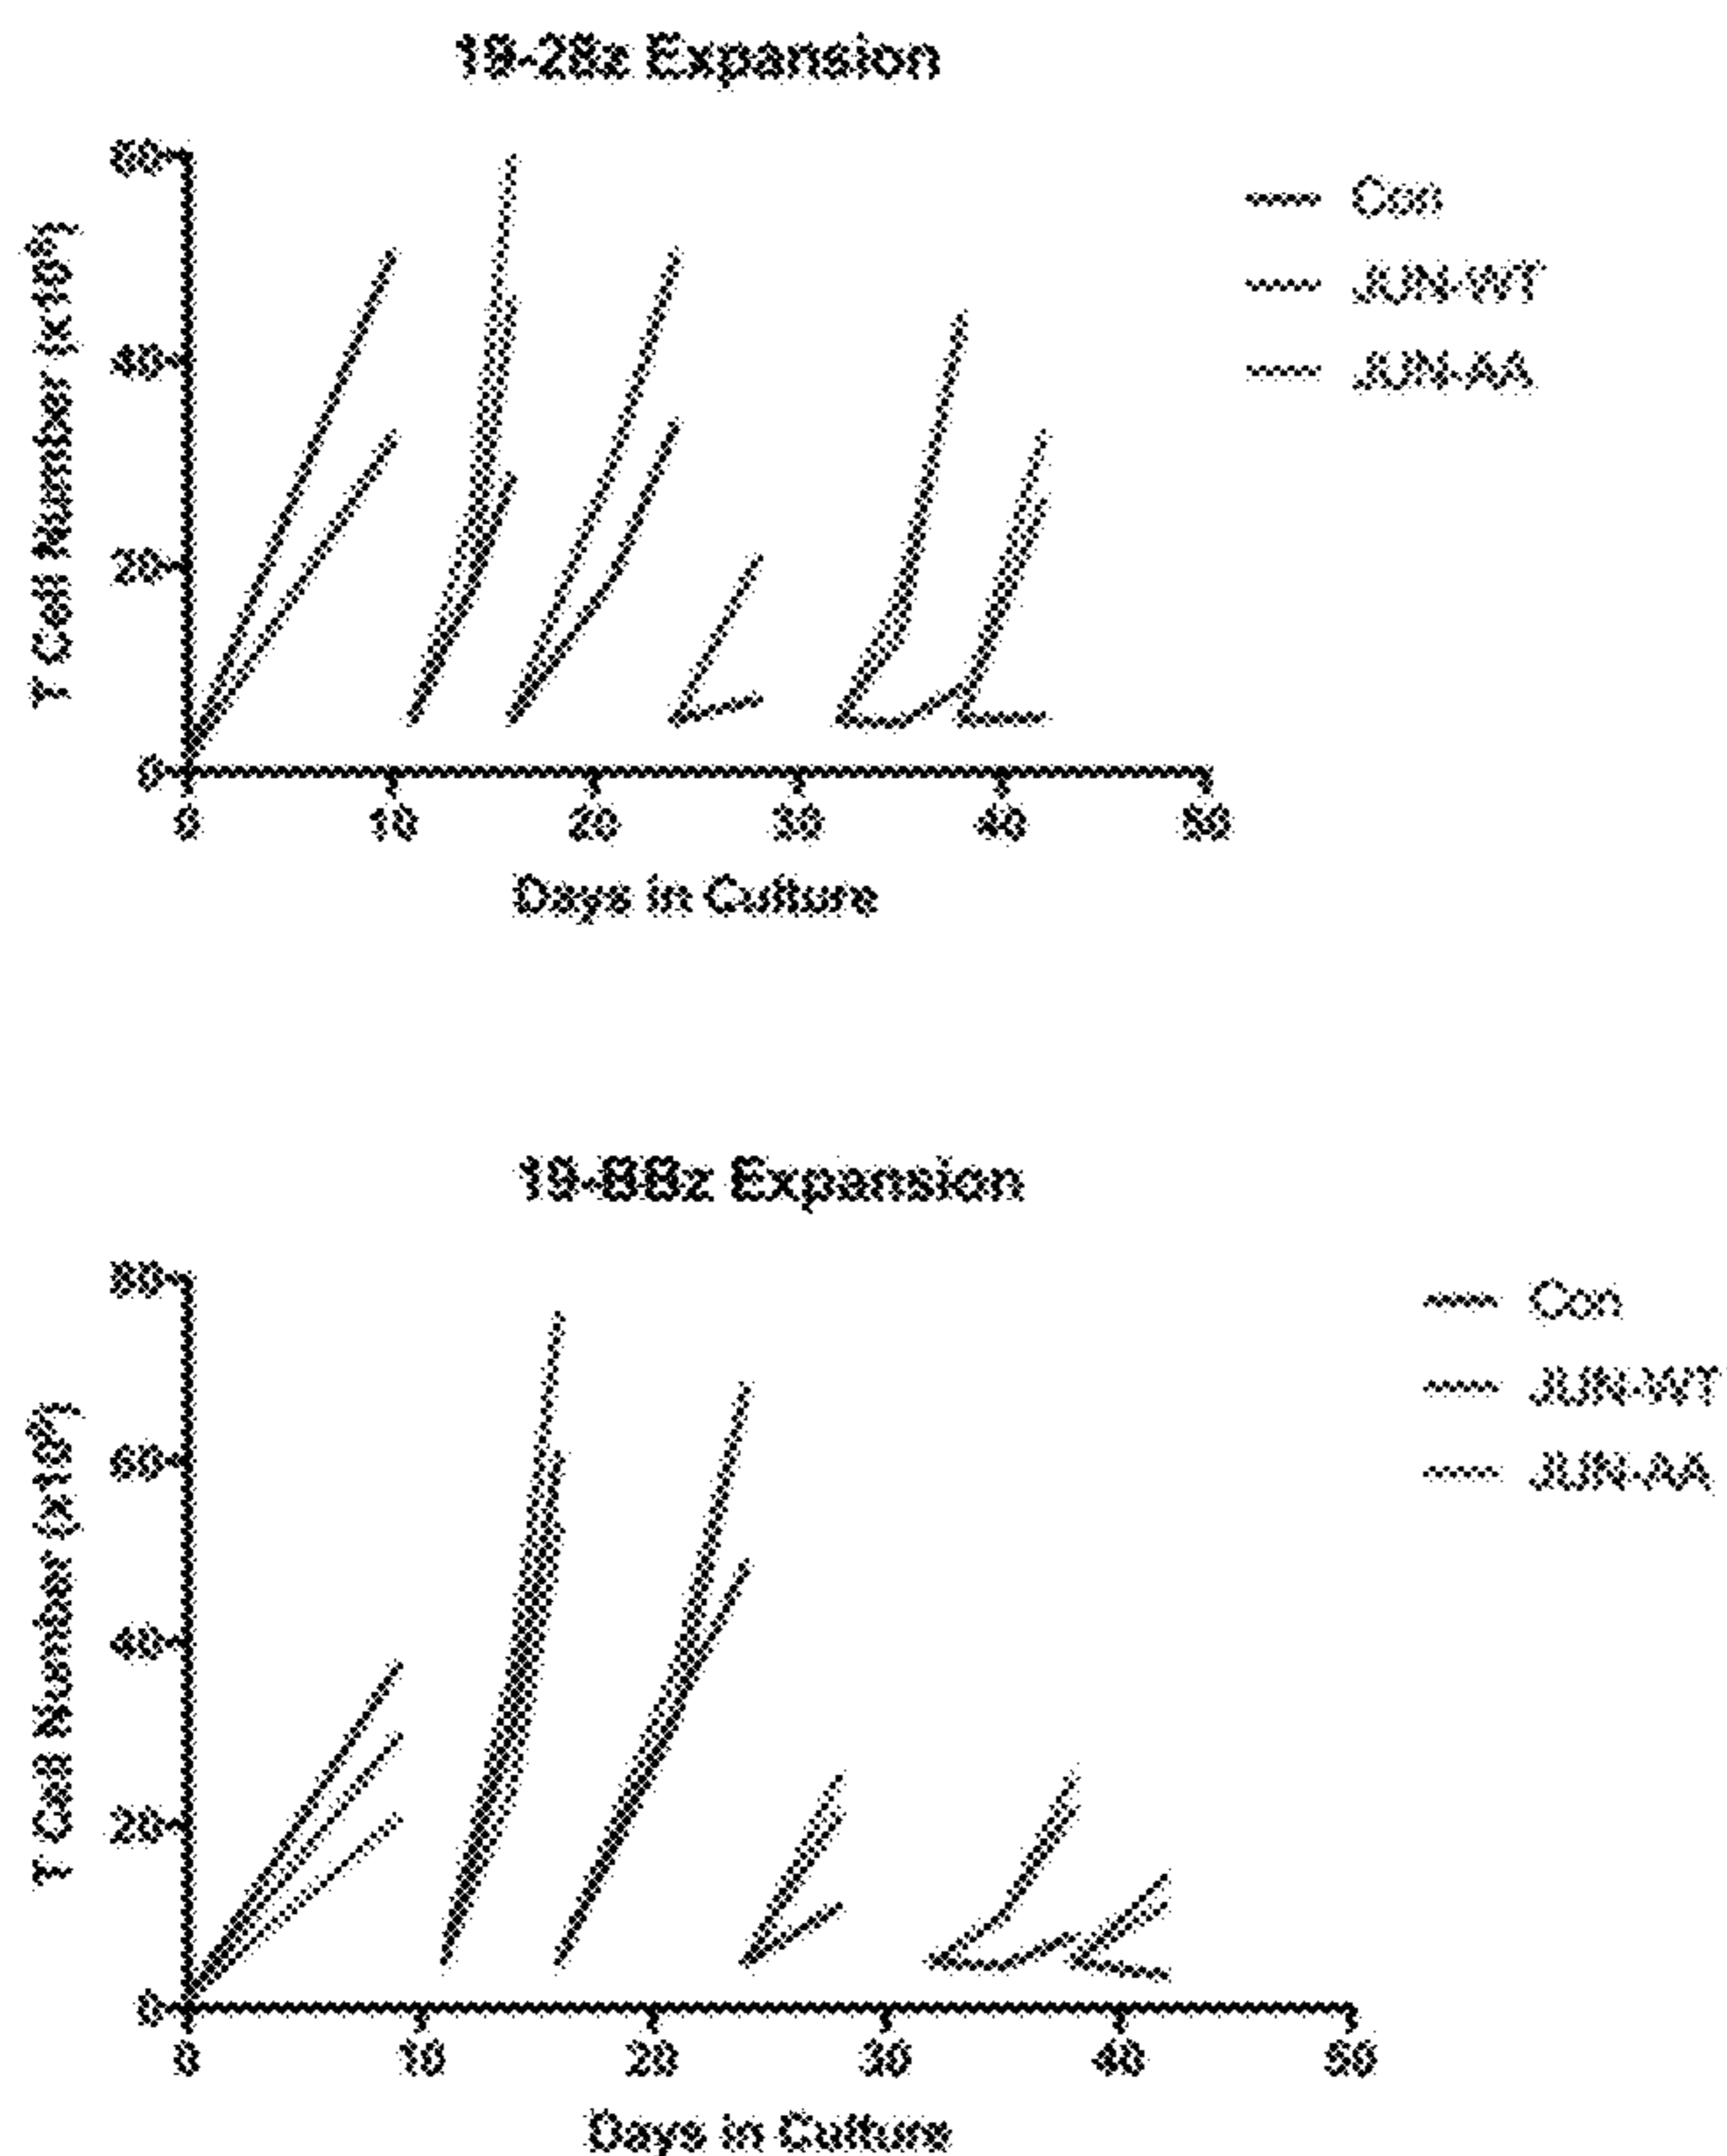 19-28z Expansion
T Cell Number (x10⁶)
60
40
20
0
0 10 20 30 40 50
Days in Culture
Con
JUN-WT
JUN-AA
19-BBz Expansion
T Cell Number (x10⁶)
80
60
40
20
0
0 10 20 30 40 50
Days in Culture
Con
JUN-WT
JUN-AA